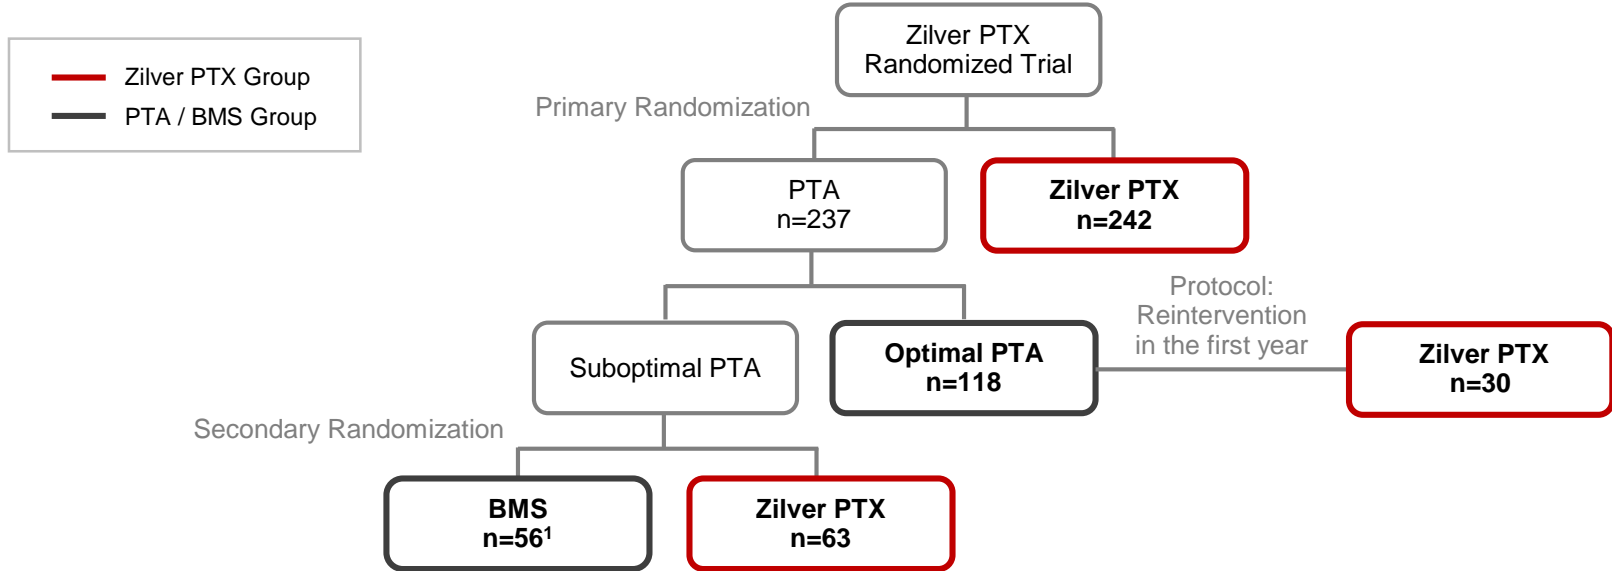 Zilver PTX Group
PTA / BMS Group
Zilver PTX
Randomized Trial
Primary Randomization
PTA
n=237
Zilver PTX
n=242
Protocol:
Reintervention
in the first year
Suboptimal PTA
Optimal PTA
n=118
Zilver PTX
n=30
Secondary Randomization
BMS
n=56¹
Zilver PTX
n=63